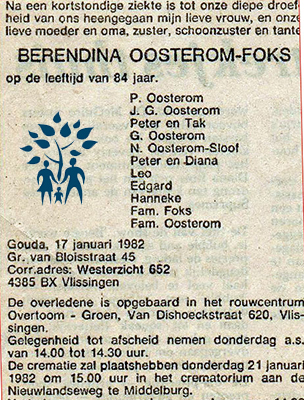 Na een kortstondige ziekte is tot onze diepe droef-
heid van ons heengegaan mijn lieve vrouw, en onze
lieve moeder en oma, zuster, schoonzuster en tante
BERENDINA OOSTEROM-FOKS
op de leeftijd van 84 jaar.
P. Oosterom
J. G. Oosterom
Peter en Tak
G. Oosterom
N. Oosterom-Sloof
Peter en Diana
Leo
Edgard
Hanneke
Fam. Foks
Fam. Oosterom
Gouda, 17 januari 1982
Gr. van Bloisstraat 45
Corr.adres: Westerzicht 652
4385 BX Vlissingen
De overledene is opgebaard in het rouwcentrum
Overtoom - Groen, Van Dishoeckstraat 620, Vlis-
singen.
Gelegenheid tot afscheid nemen donderdag a.s.
van 14.00 tot 14.30 uur.
De crematie zal plaatshebben donderdag 21 januari
1982 om 15.00 uur in het crematorium aan de
Nieuwlandseweg te Middelburg.